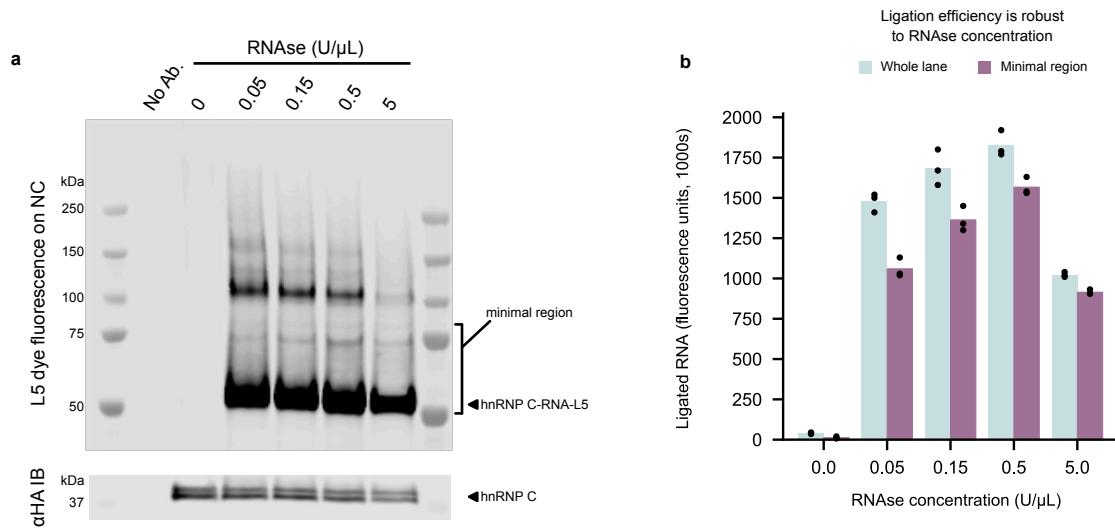 a
RNAse (U/µL)
No Ab.
0
0.05
0.15
0.5
5
L5 dye fluorescence on NC
kDa
250
150
100
75
50
minimal region
hnRNP C-RNA-L5
αHA IB
kDa
37
hnRNP C
b
Ligation efficiency is robust
to RNAse concentration
Whole lane
Minimal region
Ligated RNA (fluorescence units, 1000s)
2000
1750
1500
1250
1000
750
500
250
0
0.0
0.05
0.15
0.5
5.0
RNAse concentration (U/µL)